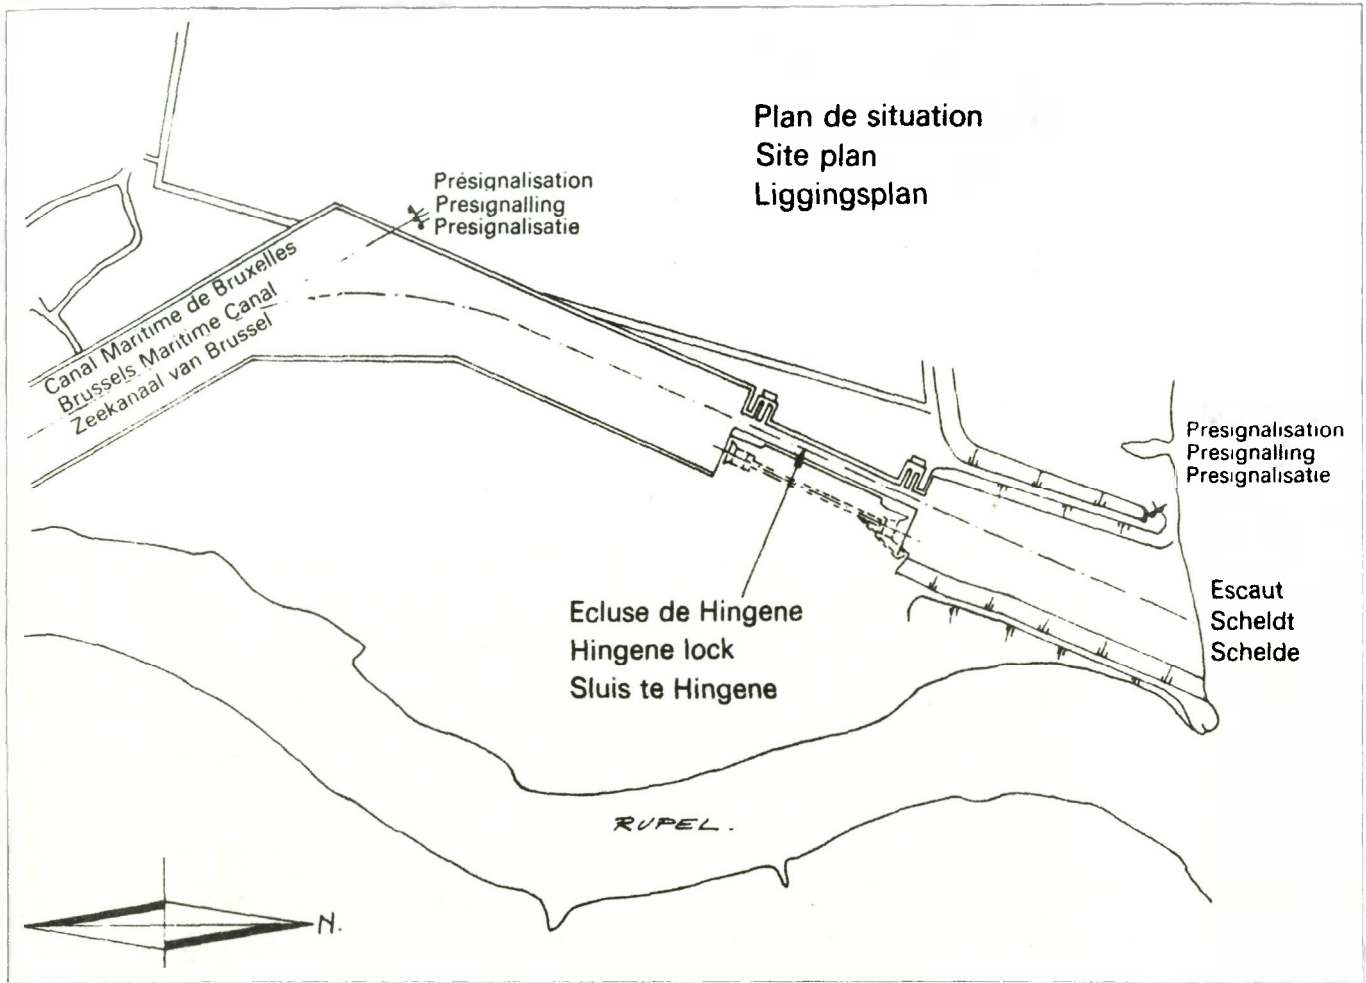 Plan de situation
Site plan
Liggingsplan
Présignalisation
Presignalling
Presignalisatie
Canal Maritime de Bruxelles
Brussels Maritime Canal
Zeekanaal van Brussel
Presignalisation
Presignalling
Presignalisatie
Escaut
Scheldt
Schelde
Ecluse de Hingene
Hingene lock
Sluis te Hingene
RUPEL.
N.